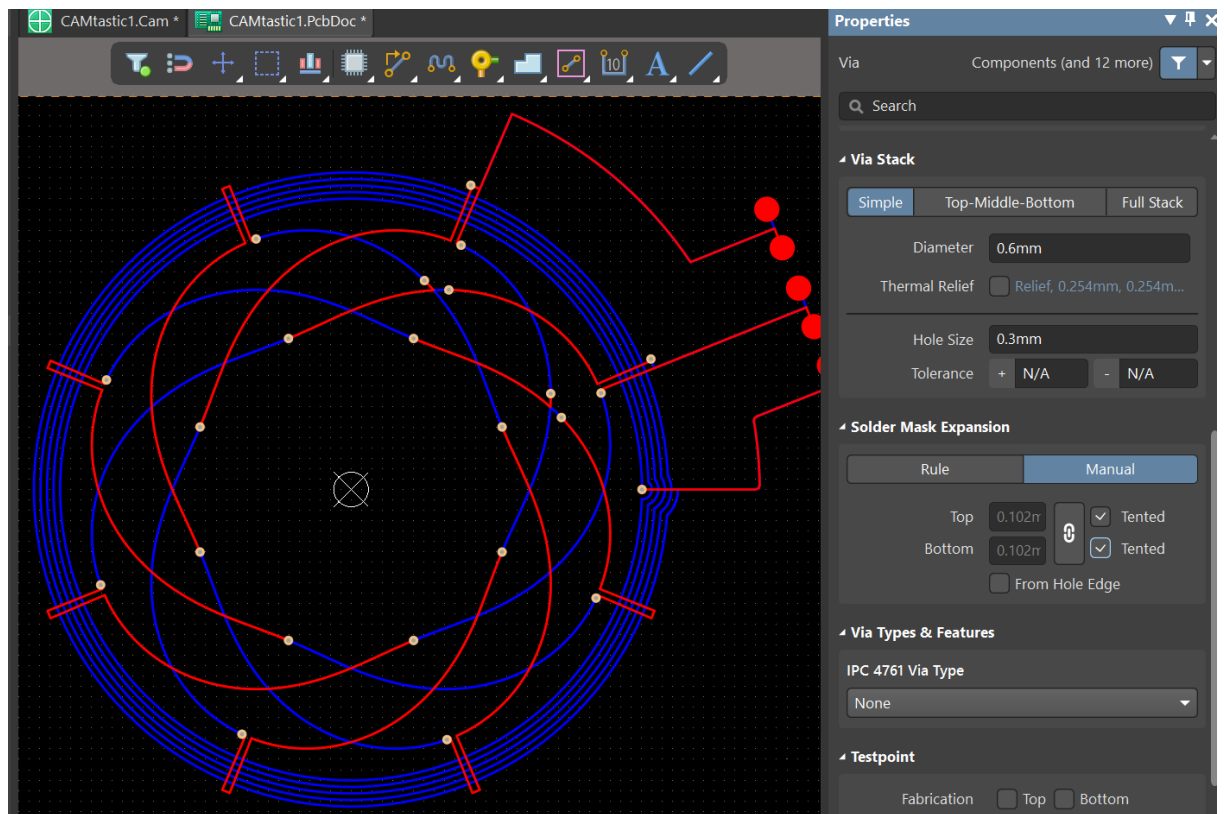 CAMtastic1.Cam *
CAMtastic1.PcbDoc *
10
A
Properties
Via
Components (and 12 more)
Search
Via Stack
Simple
Top-Middle-Bottom
Full Stack
Diameter
0.6mm
Thermal Relief
Relief, 0.254mm, 0.254m...
Hole Size
0.3mm
Tolerance
+
N/A
-
N/A
Solder Mask Expansion
Rule
Manual
Top
0.102m
Tented
Bottom
0.102m
Tented
From Hole Edge
Via Types & Features
IPC 4761 Via Type
None
Testpoint
Fabrication
Top
Bottom